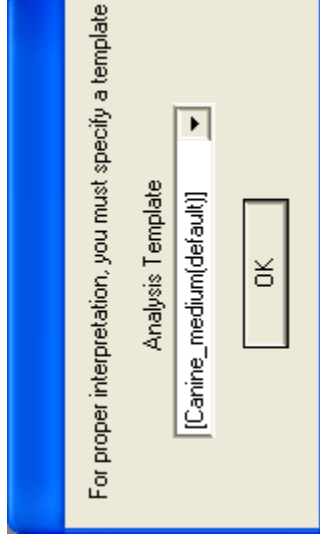 For proper interpretation, you must specify a template
Analysis Template
[Canine_medium(default)]
OK